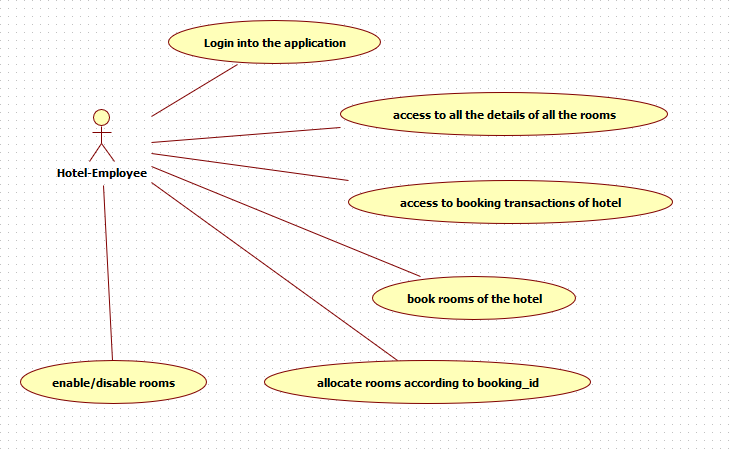 Login into the application
access to all the details of all the rooms
Hotel-Employee
access to booking transactions of hotel
book rooms of the hotel
enable/disable rooms
allocate rooms according to booking_id